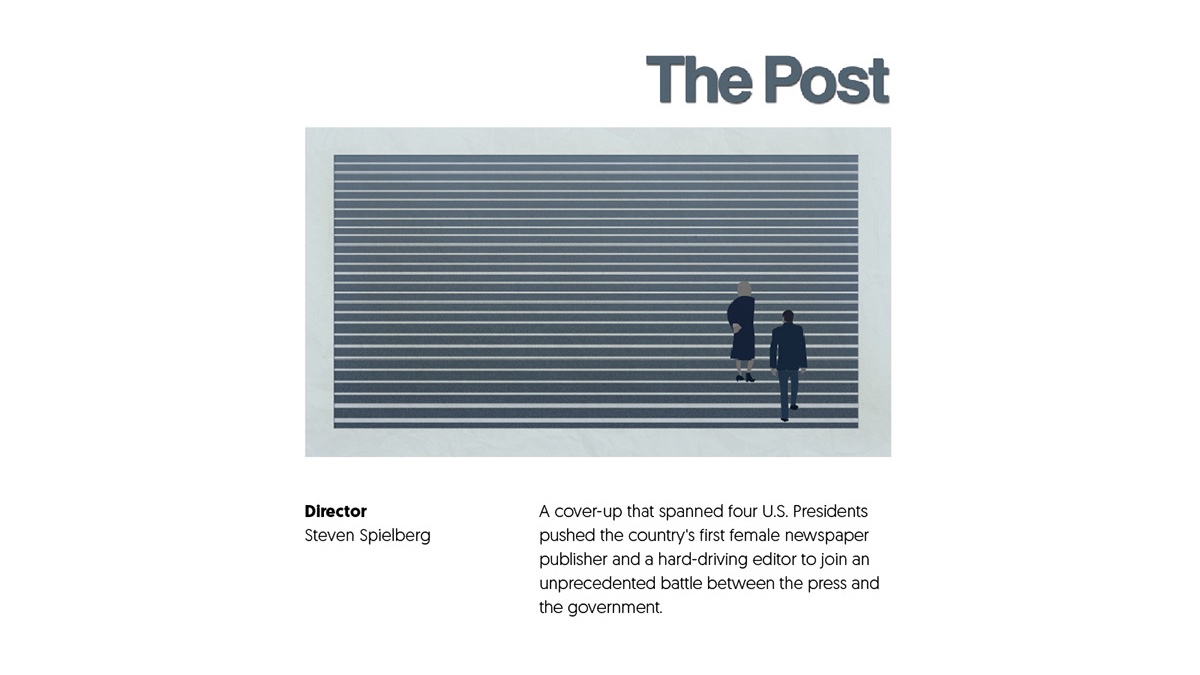 The Post
Director
Steven Spielberg
A cover-up that spanned four U.S. Presidents
pushed the country's first female newspaper
publisher and a hard-driving editor to join an
unprecedented battle between the press and
the government.